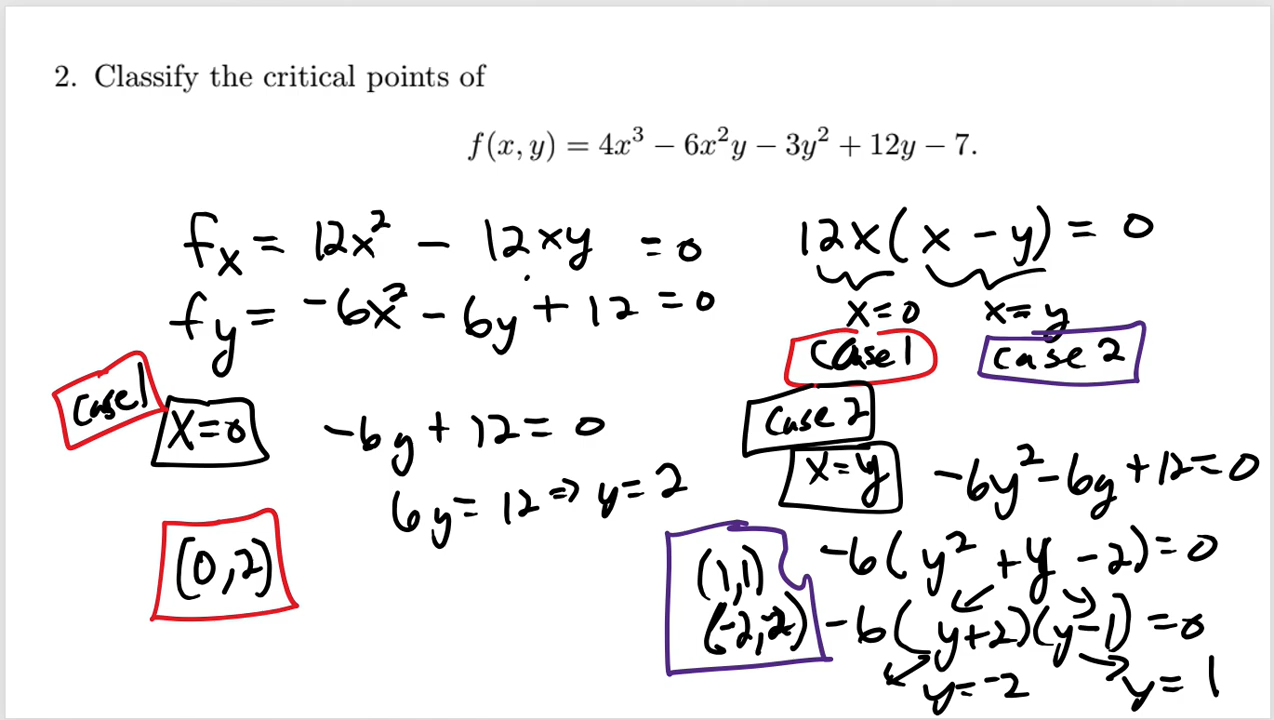 2. Classify the critical points of
f(x, y) = 4x³ − 6x²y − 3y² + 12y − 7.
fx = 12x² − 12xy = 0
fy = −6x² − 6y + 12 = 0
12x(x − y) = 0
x=0 x=y
Case 1 Case 2
Case 1
x=0
−6y + 12 = 0
6y = 12 ⇒ y = 2
(0,2)
Case 2
x=y
−6y² − 6y + 12 = 0
−6(y² + y − 2) = 0
−6(y+2)(y−1) = 0
y = −2 y = 1
(1,1)
(−2,−2)